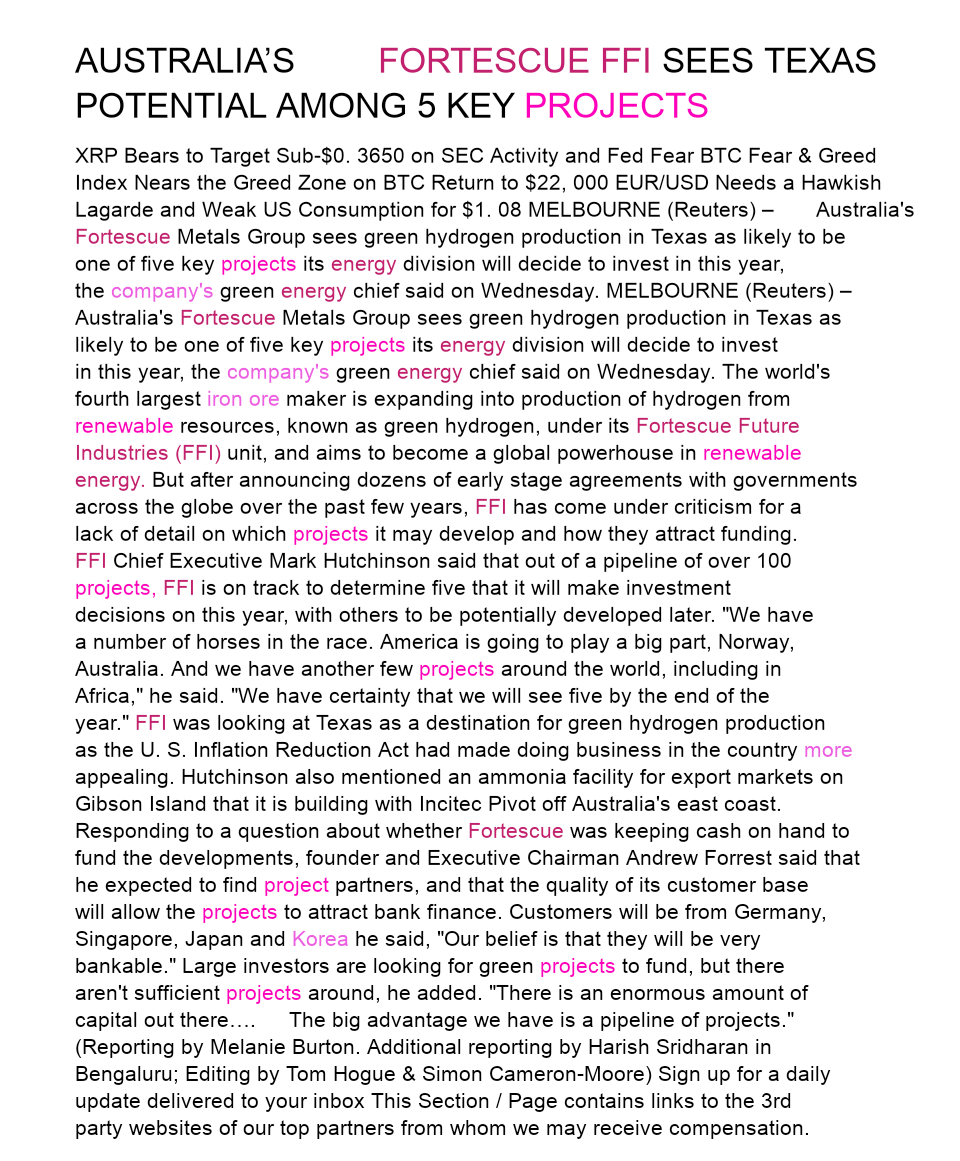 AUSTRALIA’S FORTESCUE FFI SEES TEXAS
POTENTIAL AMONG 5 KEY PROJECTS
XRP Bears to Target Sub-$0. 3650 on SEC Activity and Fed Fear BTC Fear & Greed
Index Nears the Greed Zone on BTC Return to $22, 000 EUR/USD Needs a Hawkish
Lagarde and Weak US Consumption for $1. 08 MELBOURNE (Reuters) – Australia's
Fortescue Metals Group sees green hydrogen production in Texas as likely to be
one of five key projects its energy division will decide to invest in this year,
the company's green energy chief said on Wednesday. MELBOURNE (Reuters) –
Australia's Fortescue Metals Group sees green hydrogen production in Texas as
likely to be one of five key projects its energy division will decide to invest
in this year, the company's green energy chief said on Wednesday. The world's
fourth largest iron ore maker is expanding into production of hydrogen from
renewable resources, known as green hydrogen, under its Fortescue Future
Industries (FFI) unit, and aims to become a global powerhouse in renewable
energy. But after announcing dozens of early stage agreements with governments
across the globe over the past few years, FFI has come under criticism for a
lack of detail on which projects it may develop and how they attract funding.
FFI Chief Executive Mark Hutchinson said that out of a pipeline of over 100
projects, FFI is on track to determine five that it will make investment
decisions on this year, with others to be potentially developed later. "We have
a number of horses in the race. America is going to play a big part, Norway,
Australia. And we have another few projects around the world, including in
Africa," he said. "We have certainty that we will see five by the end of the
year." FFI was looking at Texas as a destination for green hydrogen production
as the U. S. Inflation Reduction Act had made doing business in the country more
appealing. Hutchinson also mentioned an ammonia facility for export markets on
Gibson Island that it is building with Incitec Pivot off Australia's east coast.
Responding to a question about whether Fortescue was keeping cash on hand to
fund the developments, founder and Executive Chairman Andrew Forrest said that
he expected to find project partners, and that the quality of its customer base
will allow the projects to attract bank finance. Customers will be from Germany,
Singapore, Japan and Korea he said, "Our belief is that they will be very
bankable." Large investors are looking for green projects to fund, but there
aren't sufficient projects around, he added. "There is an enormous amount of
capital out there…. The big advantage we have is a pipeline of projects."
(Reporting by Melanie Burton. Additional reporting by Harish Sridharan in
Bengaluru; Editing by Tom Hogue & Simon Cameron-Moore) Sign up for a daily
update delivered to your inbox This Section / Page contains links to the 3rd
party websites of our top partners from whom we may receive compensation.